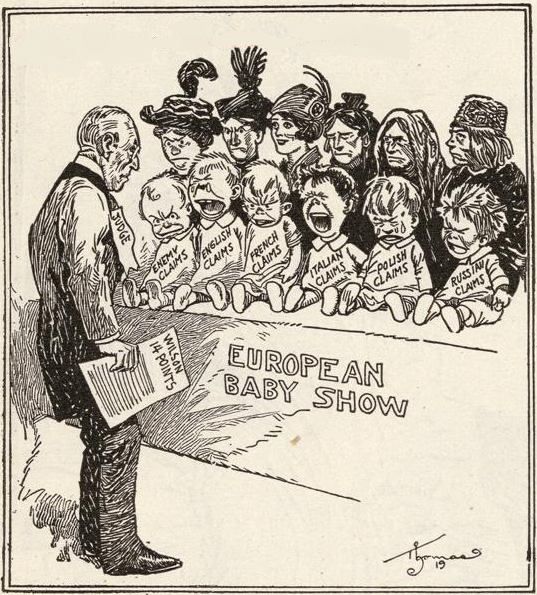 JUDGE
ENEMY
CLAIMS
ENGLISH
CLAIMS
FRENCH
CLAIMS
ITALIAN
CLAIMS
POLISH
CLAIMS
RUSSIAN
CLAIMS
WILSON
14 POINTS
EUROPEAN
BABY SHOW
Thomas
19